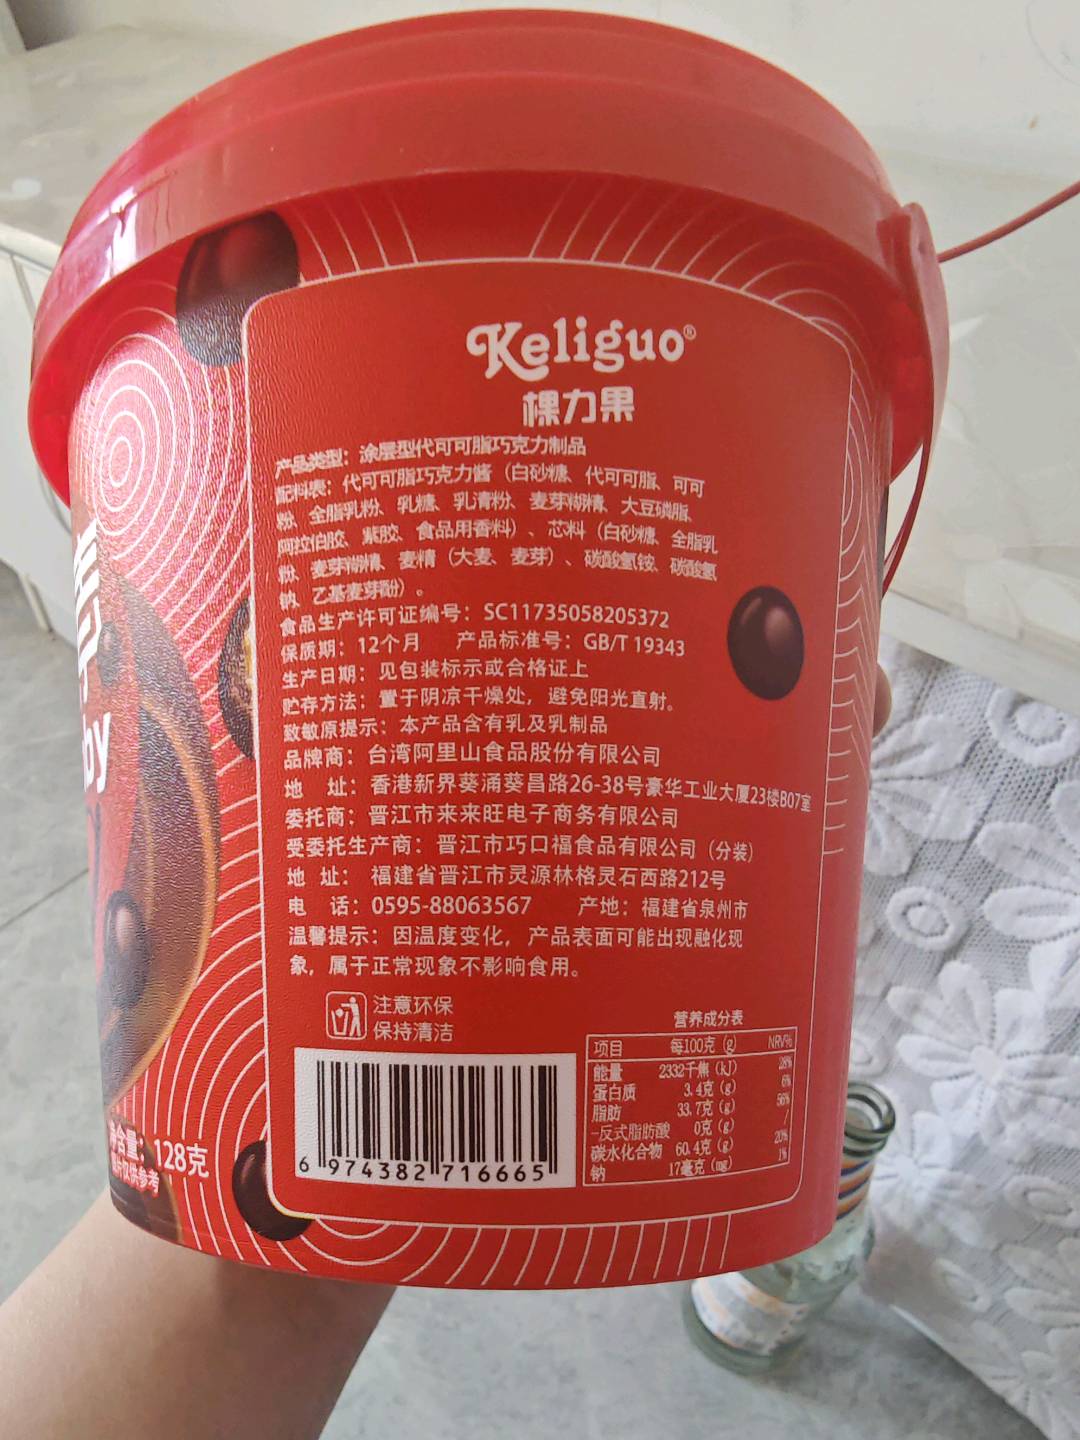 Keliguo®
棵力果
产品类型：涂层型代可可脂巧克力制品
配料表：代可可脂巧克力酱（白砂糖、代可可脂、可可
粉、全脂乳粉、乳糖、乳清粉、麦芽糊精、大豆磷脂、
阿拉伯胶、紫胶、食品用香料）、芯料（白砂糖、全脂乳
粉、麦芽糊精、麦精（大麦、麦芽）、碳酸氢铵、碳酸氢
钠、乙基麦芽酚）。
食品生产许可证编号：SC11735058205372
保质期：12个月 产品标准号：GB/T 19343
生产日期：见包装标示或合格证上
贮存方法：置于阴凉干燥处，避免阳光直射。
致敏原提示：本产品含有乳及乳制品
品牌商：台湾阿里山食品股份有限公司
地 址：香港新界葵涌葵昌路26-38号豪华工业大厦23楼B07室
委托商：晋江市来来旺电子商务有限公司
受委托生产商：晋江市巧口福食品有限公司（分装）
地 址：福建省晋江市灵源林格灵石西路212号
电 话：0595-88063567 产地：福建省泉州市
温馨提示：因温度变化，产品表面可能出现融化现
象，属于正常现象不影响食用。
注意环保
保持清洁
6 974382 716665
营养成分表
项目 每100克（g） NRV%
能量 2332千焦（kJ） 28%
蛋白质 3.4克（g） 6%
脂肪 33.7克（g） 56%
-反式脂肪酸 0克（g） /
碳水化合物 60.4克（g） 20%
钠 17毫克（mg） 1%
by
含量：128克
片仅供参考